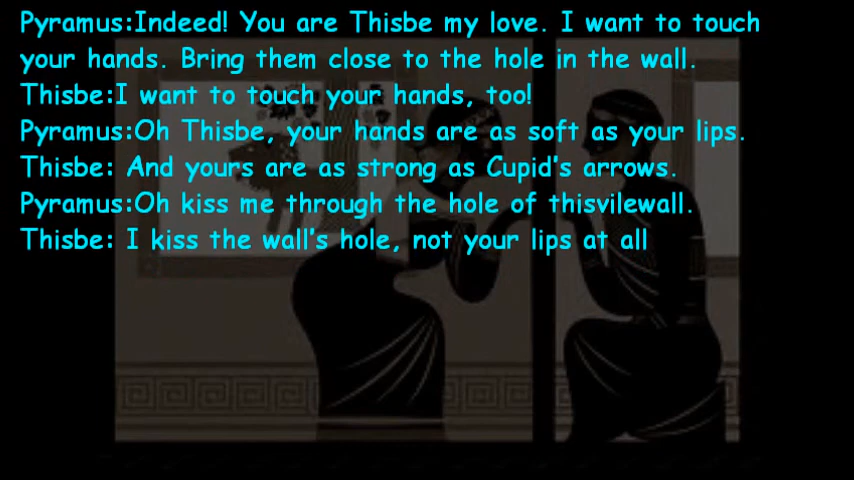 Pyramus:Indeed! You are Thisbe my love. I want to touch
your hands. Bring them close to the hole in the wall.
Thisbe:I want to touch your hands, too!
Pyramus:Oh Thisbe, your hands are as soft as your lips.
Thisbe: And yours are as strong as Cupid's arrows.
Pyramus:Oh kiss me through the hole of thisvilewall.
Thisbe: I kiss the wall's hole, not your lips at all